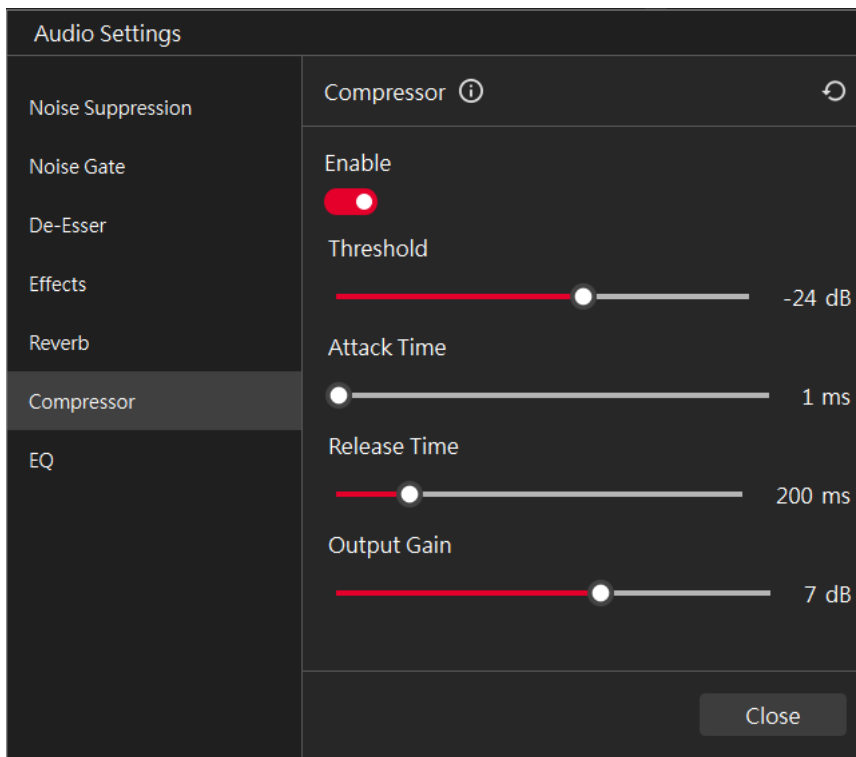 Audio Settings
Noise Suppression
Noise Gate
De-Esser
Effects
Reverb
Compressor
EQ
Compressor
Enable
Threshold
-24 dB
Attack Time
1 ms
Release Time
200 ms
Output Gain
7 dB
Close